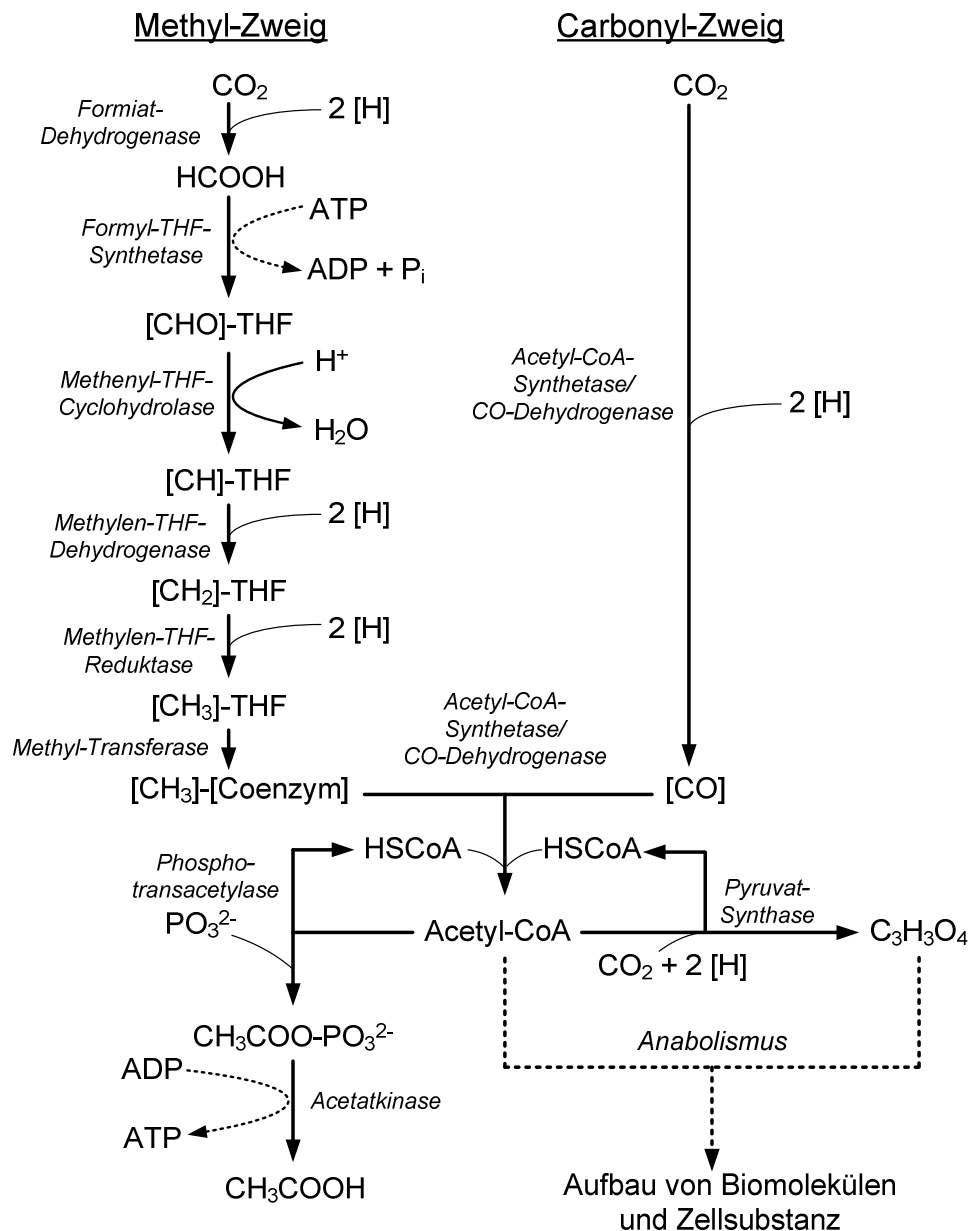 Methyl-Zweig
Carbonyl-Zweig
CO₂
CO₂
Formiat-
Dehydrogenase
2 [H]
HCOOH
Formyl-THF-
Synthetase
ATP
ADP + Pᵢ
[CHO]-THF
Methenyl-THF-
Cyclohydrolase
H⁺
H₂O
Acetyl-CoA-
Synthetase/
CO-Dehydrogenase
2 [H]
[CH]-THF
Methylen-THF-
Dehydrogenase
2 [H]
[CH₂]-THF
Methylen-THF-
Reduktase
2 [H]
[CH₃]-THF
Methyl-Transferase
Acetyl-CoA-
Synthetase/
CO-Dehydrogenase
[CH₃]-[Coenzym]
[CO]
HSCoA
HSCoA
Phospho-
transacetylase
PO₃²⁻
Acetyl-CoA
Pyruvat-
Synthase
C₃H₃O₄
CO₂ + 2 [H]
CH₃COO-PO₃²⁻
Anabolismus
ADP
Acetatkinase
ATP
CH₃COOH
Aufbau von Biomolekülen
und Zellsubstanz